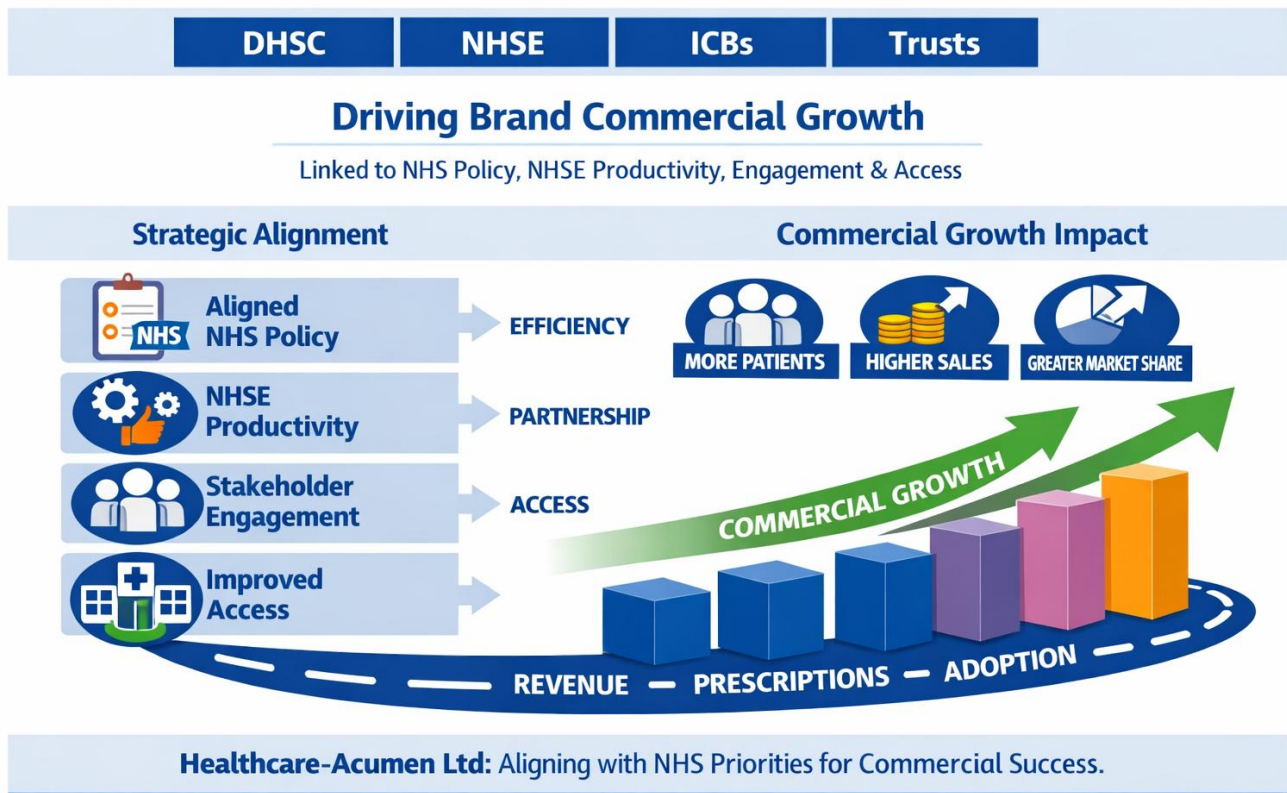 DHSC
NHSE
ICBs
Trusts
Driving Brand Commercial Growth
Linked to NHS Policy, NHSE Productivity, Engagement & Access
Strategic Alignment
Aligned
NHS Policy
NHS
EFFICIENCY
NHSE
Productivity
PARTNERSHIP
Stakeholder
Engagement
ACCESS
Improved
Access
Commercial Growth Impact
MORE PATIENTS
HIGHER SALES
GREATER MARKET SHARE
COMMERCIAL GROWTH
REVENUE – PRESCRIPTIONS – ADOPTION
Healthcare-Acumen Ltd: Aligning with NHS Priorities for Commercial Success.